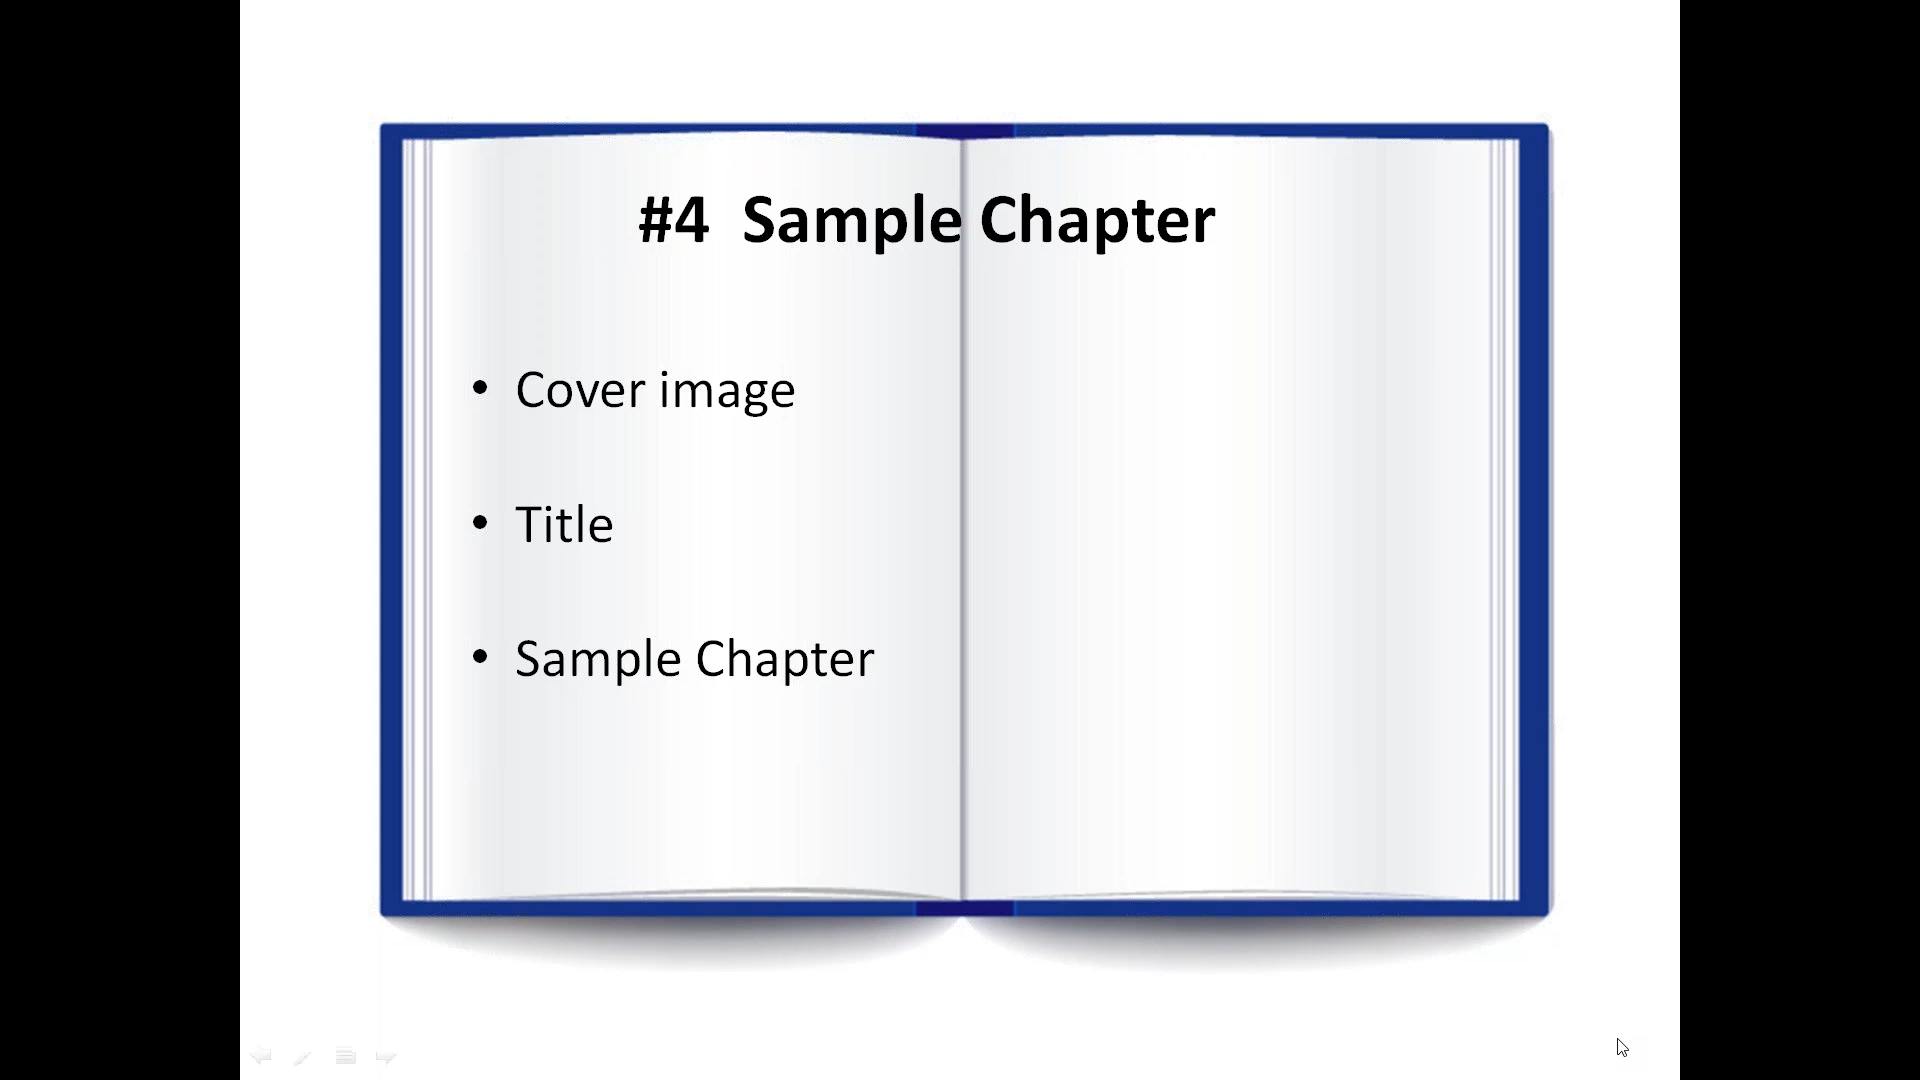 #4  Sample Chapter
• Cover image
• Title
• Sample Chapter